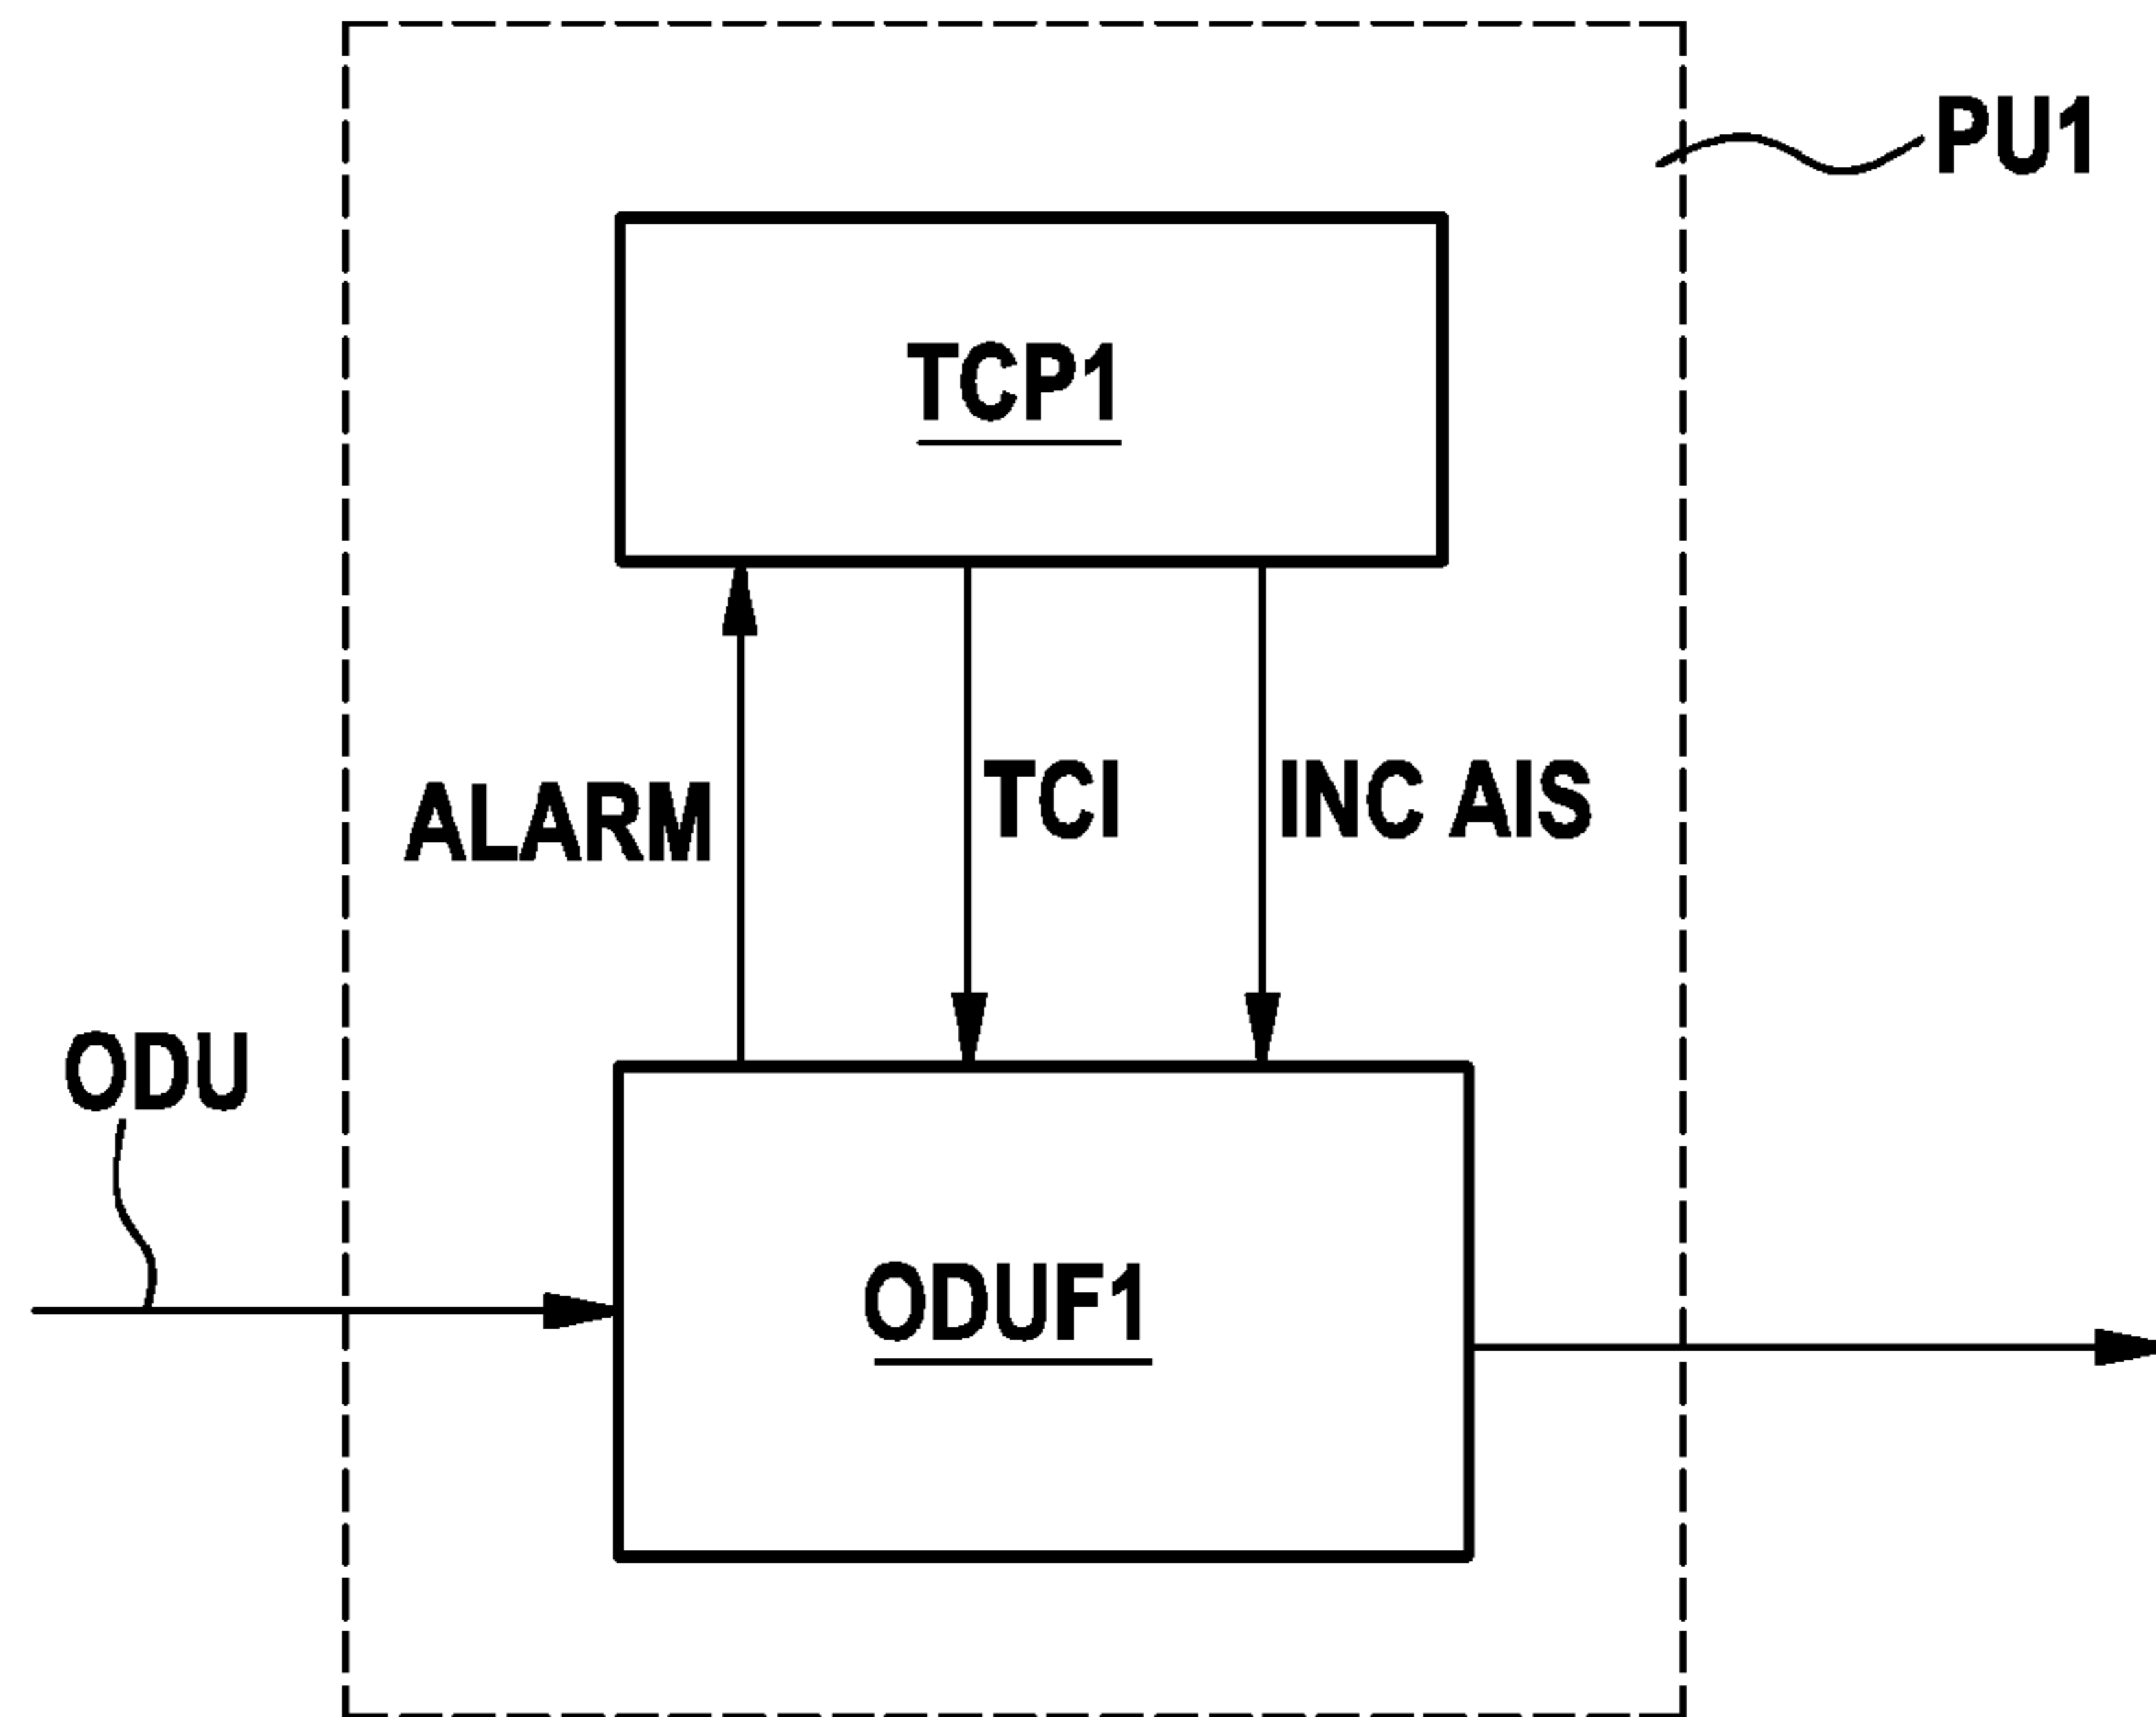 PU1
TCP1
ALARM
TCI
INC AIS
ODU
ODUF1